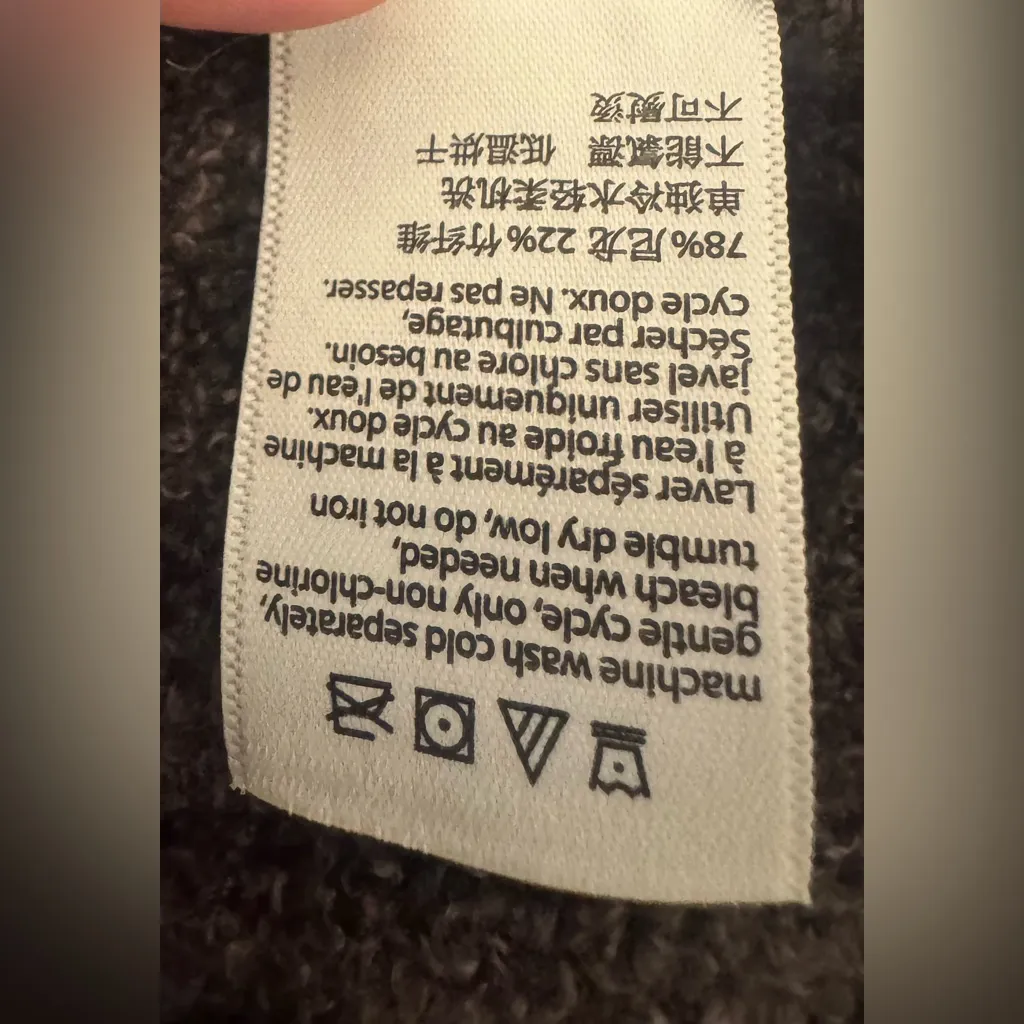 machine wash cold separately,
gentle cycle, only non-chlorine
bleach when needed,
tumble dry low, do not iron
Laver séparément à la machine
à l'eau froide au cycle doux.
Utiliser uniquement de l'eau de
javel sans chlore au besoin.
Sécher par culbutage,
cycle doux. Ne pas repasser.
78% 尼龙 22% 竹纤维
单独冷水轻柔机洗
不能氯漂 低温烘干
不可熨烫